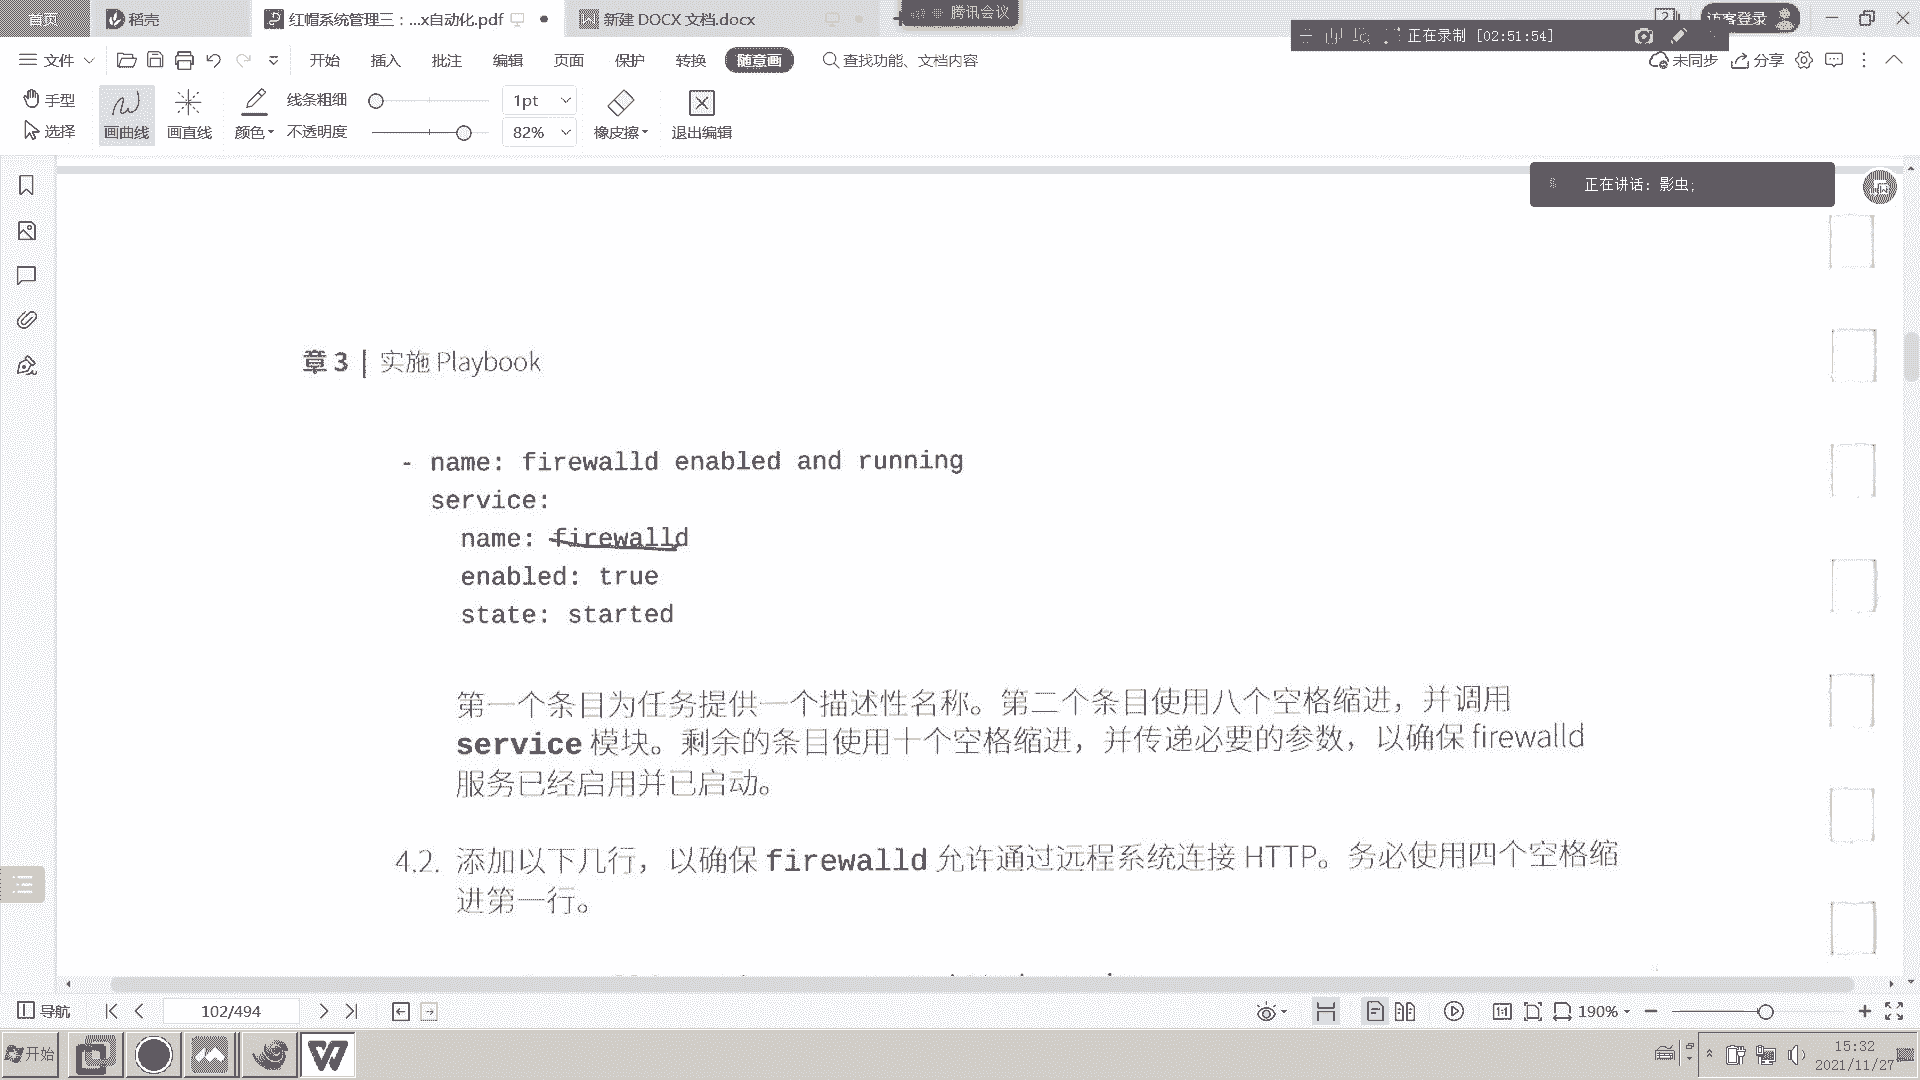 首页
稻壳
红帽系统管理三：...x自动化.pdf
新建 DOCX 文档.docx
腾讯会议
访客登录
正在录制 [02:51:54]
文件
开始
插入
批注
编辑
页面
保护
转换
随意画
查找功能、文档内容
未同步
分享
手型
选择
画曲线
画直线
颜色
线条粗细
1pt
不透明度
82%
橡皮擦
退出编辑
正在讲话：影虫;
章 3 | 实施 Playbook
- name: firewalld enabled and running
service:
name: firewalld
enabled: true
state: started
第一个条目为任务提供一个描述性名称。第二个条目使用八个空格缩进，并调用
service 模块。剩余的条目使用十个空格缩进，并传递必要的参数，以确保 firewalld
服务已经启用并已启动。
4.2. 添加以下几行，以确保 firewalld 允许通过远程系统连接 HTTP。务必使用四个空格缩
进第一行。
导航
102/494
1:1
190%
开始
15:32
2021/11/27